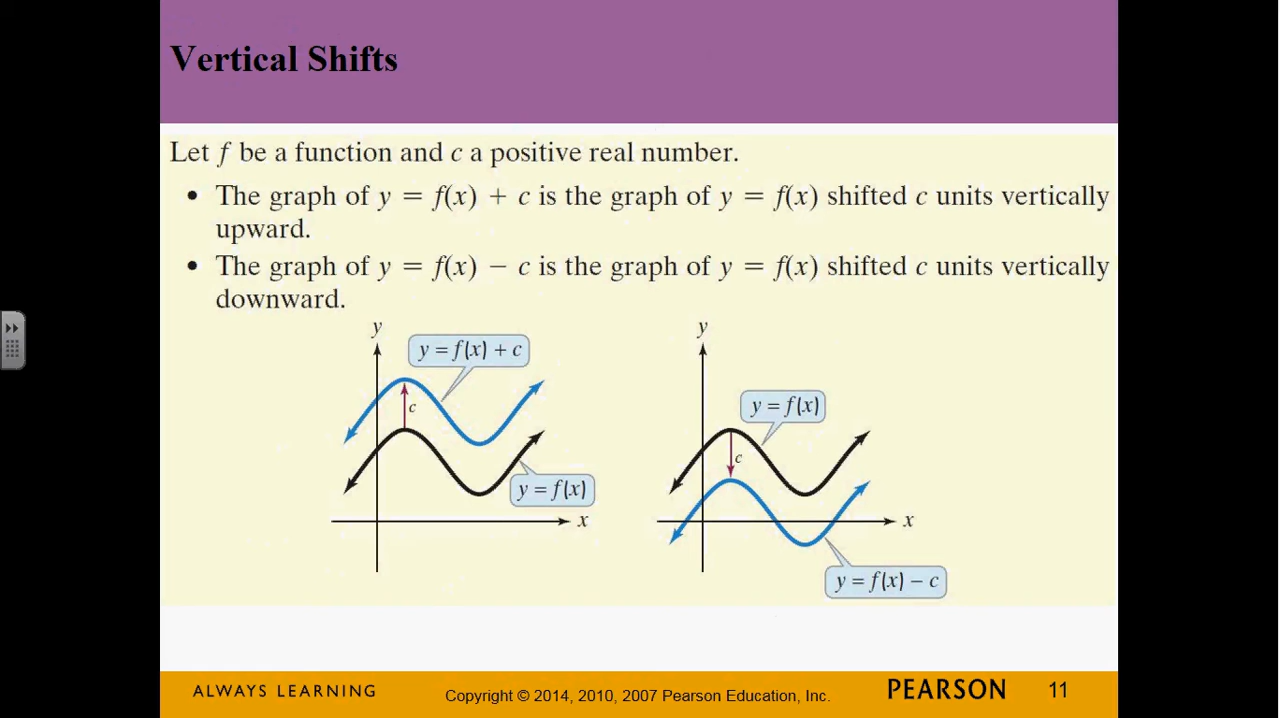 Vertical Shifts
Let f be a function and c a positive real number.
• The graph of y = f(x) + c is the graph of y = f(x) shifted c units vertically
upward.
• The graph of y = f(x) − c is the graph of y = f(x) shifted c units vertically
downward.
y
y = f(x) + c
c
y = f(x)
x
y
y = f(x)
c
x
y = f(x) − c
ALWAYS LEARNING
Copyright © 2014, 2010, 2007 Pearson Education, Inc.
PEARSON
11